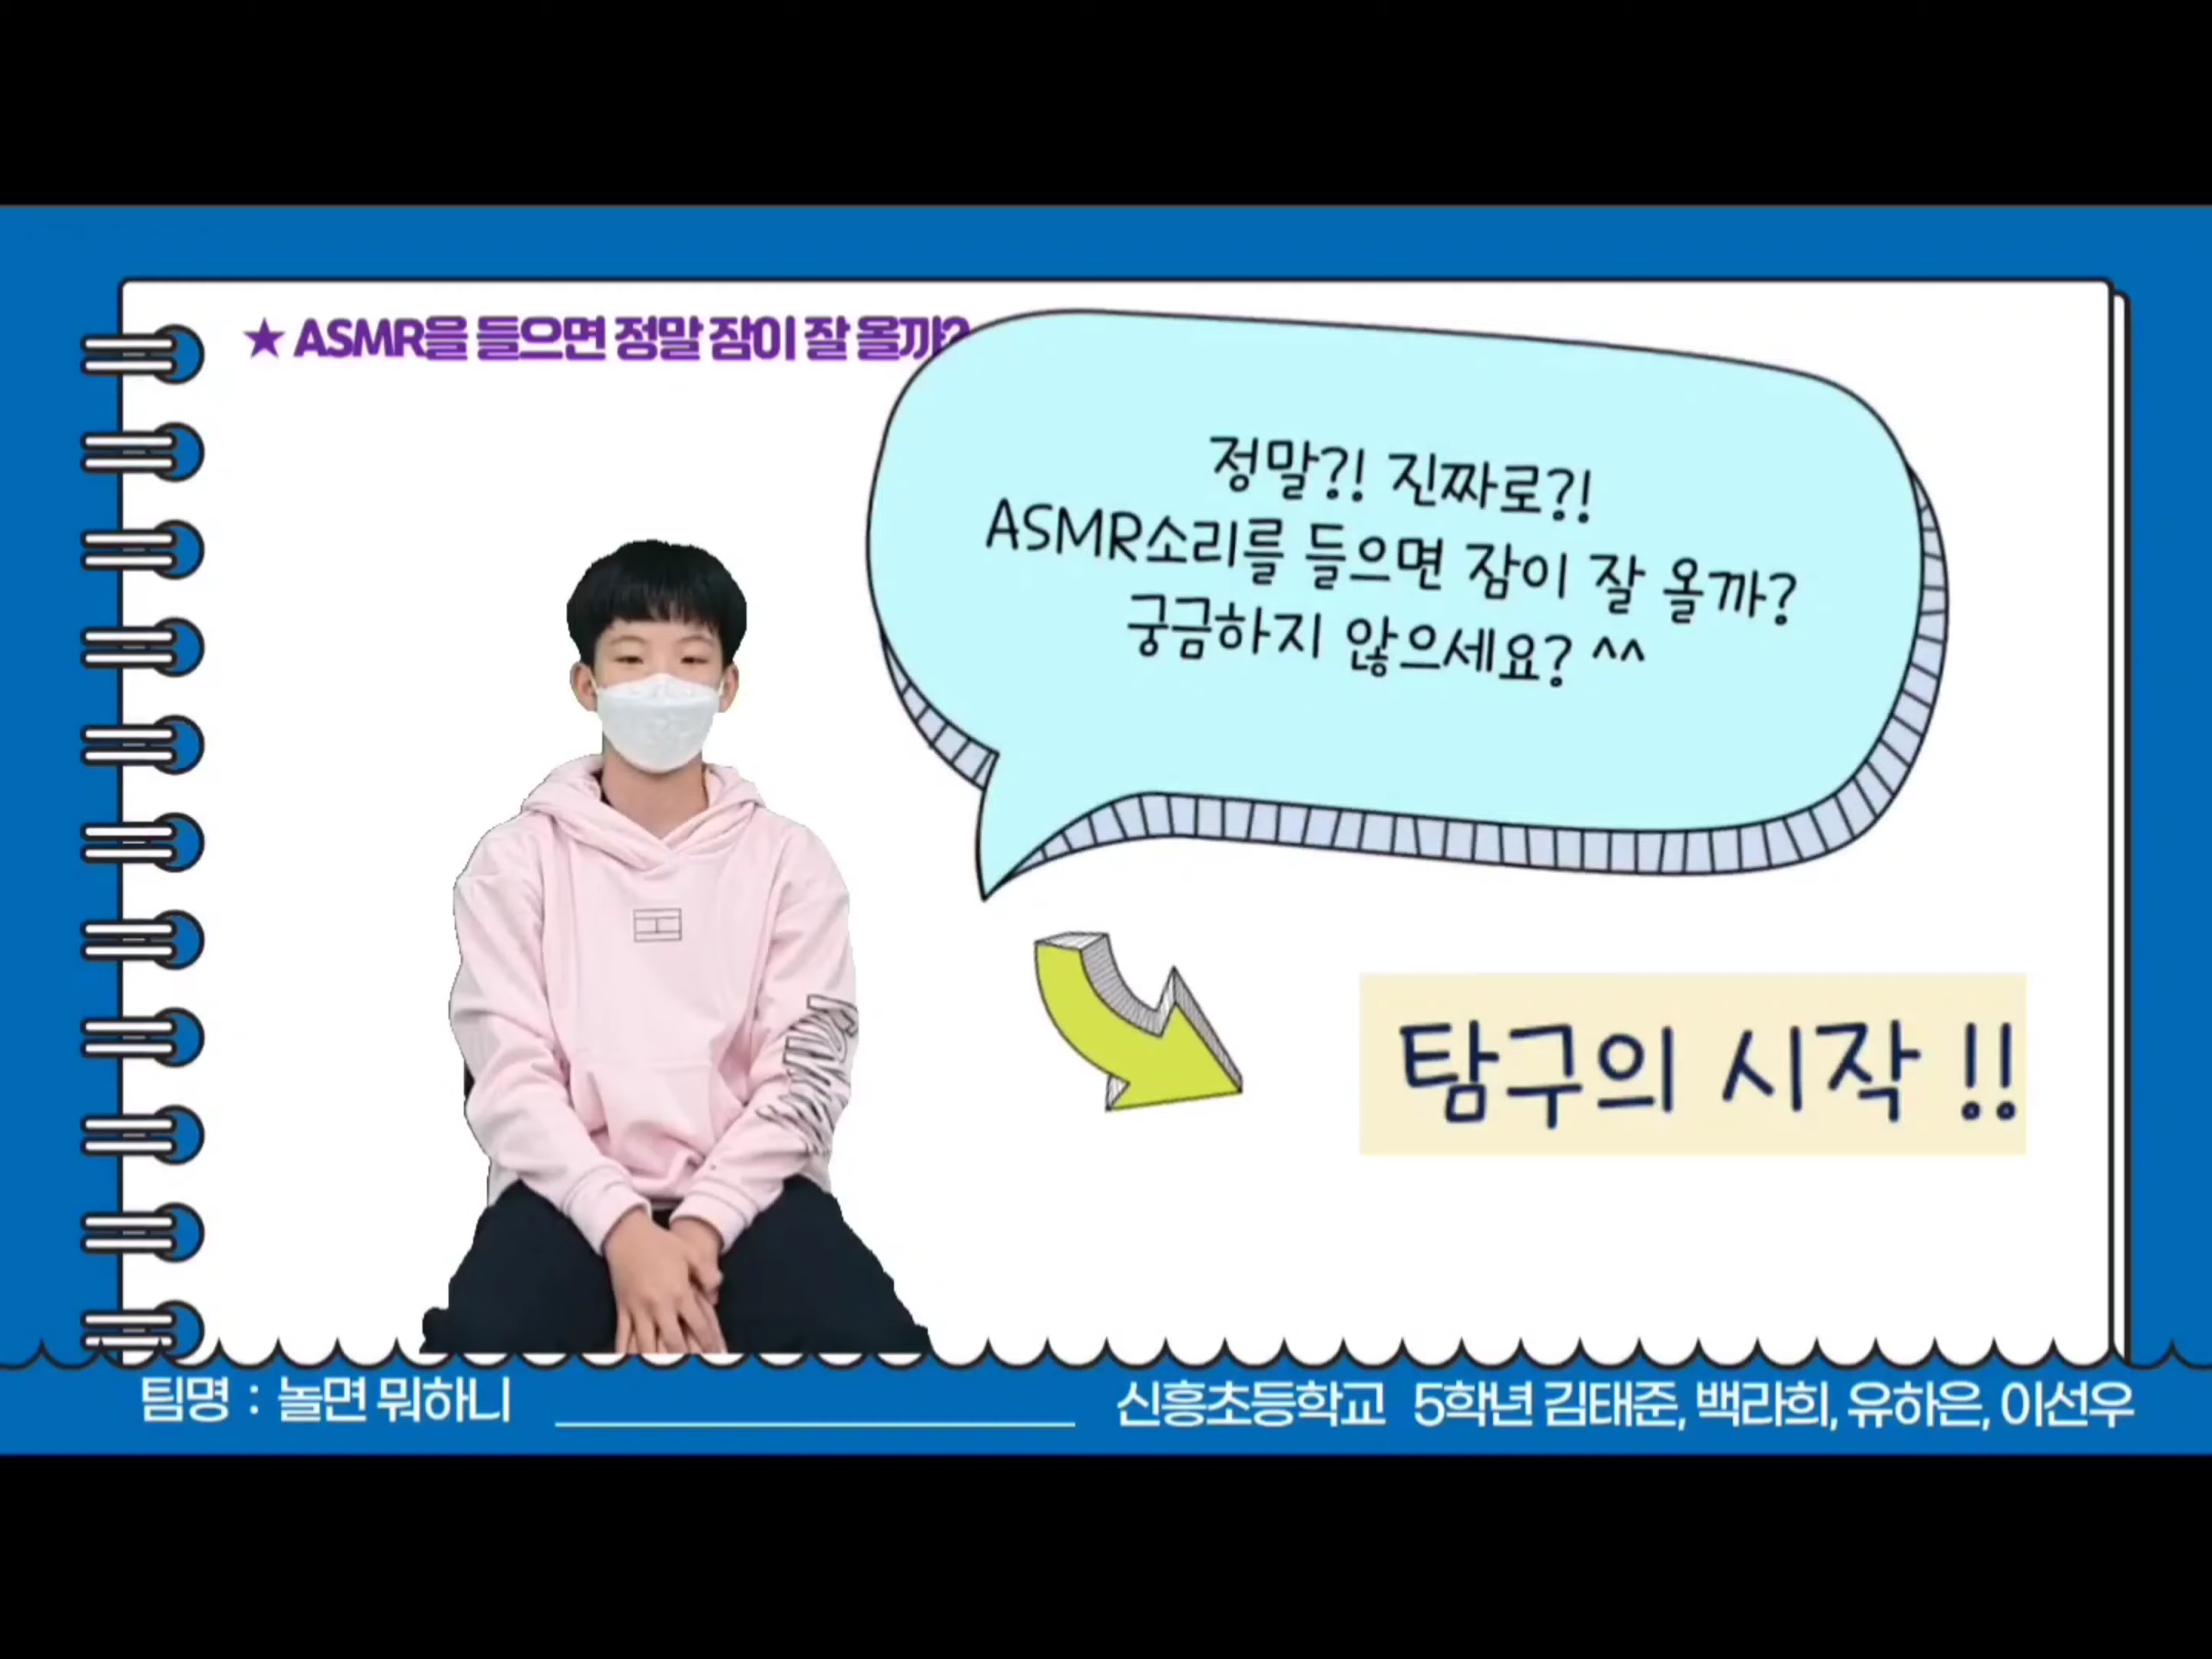 ★ ASMR을 들으면 정말 잠이 잘 올까?
정말?! 진짜로?!
ASMR소리를 들으면 잠이 잘 올까?
궁금하지 않으세요? ^^
탐구의 시작 !!
팀명 : 놀면 뭐하니
신흥초등학교 5학년 김태준, 백라희, 유하은, 이선우